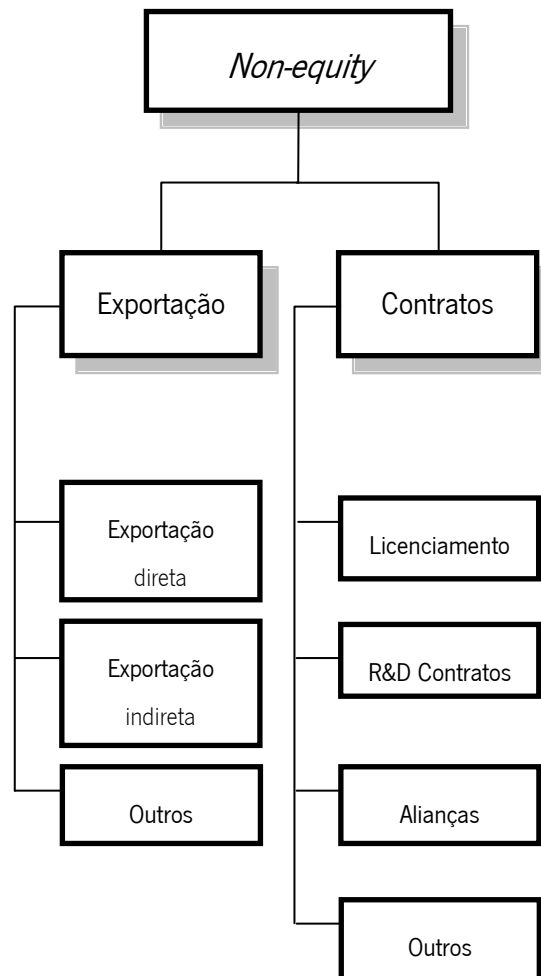 Non-equity
Exportação
Contratos
Exportação
direta
Exportação
indireta
Outros
Licenciamento
R&D Contratos
Alianças
Outros